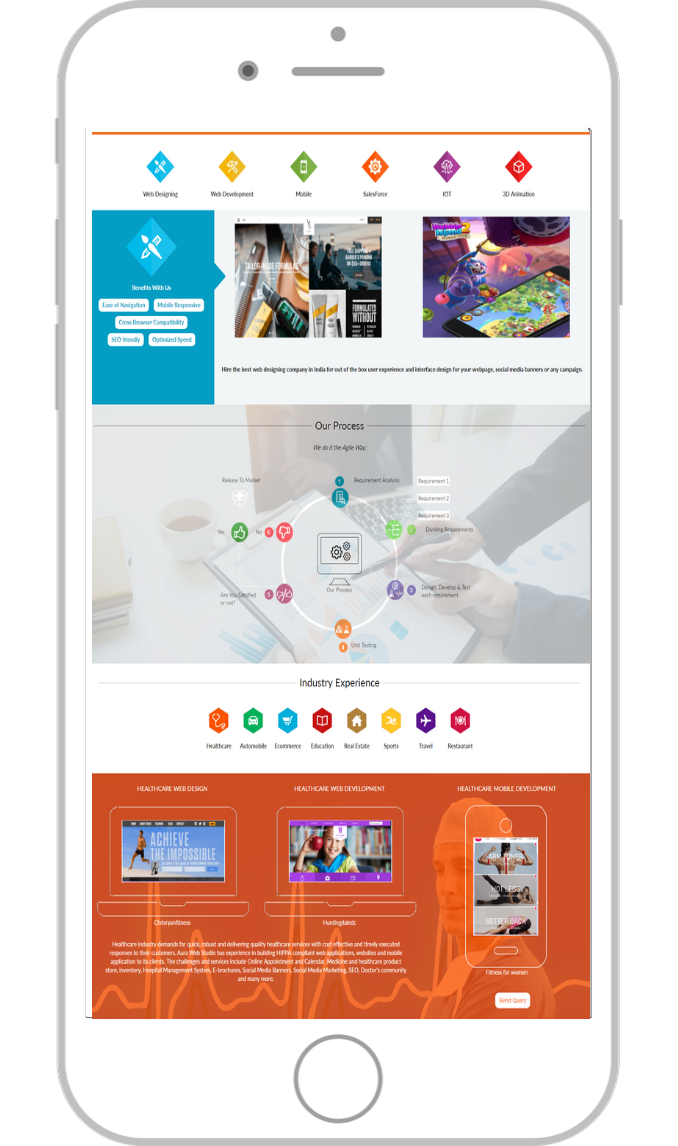 Web Designing
Web Development
Mobile
SalesForce
IOT
3D Animation
Benefits With Us
Ease of Navigation
Mobile Responsive
Cross Browser Compatibility
SEO friendly
Optimized Speed
TAILOR-MADE FORMULAS
FORMULATED
WITHOUT
2
Hire the best web designing company in India for out of the box user experience and interface design for your webpage, social media banners or any campaign.
Our Process
We do it the Agile Way:
Release To Market
1
Requirement Analysis
Requirement 1
Requirement 2
Requirement 3
Yes
No
6
2
Dividing Requirements
Our Process
Are You Satisfied
or not?
5
3
Design, Develop & Test
each requirement
4
Unit Testing
Industry Experience
Healthcare
Automobile
Ecommerce
Education
Real Estate
Sports
Travel
Restaurant
HEALTHCARE WEB DESIGN
HEALTHCARE WEB DEVELOPMENT
HEALTHCARE MOBILE DEVELOPMENT
ACHIEVE
THE IMPOSSIBLE
HOT LEGS
BETTER BACK
Chrisryanfitness
Huntingdaledc
Fitness for women
Healthcare industry demands for quick, robust and delivering quality healthcare services with cost effective and timely executed
responses to their customers. Aura Web Studio has experience in building HIPPA compliant web applications, websites and mobile
application to its clients. The challenges and services include Online Appointment and Calendar, Medicine and healthcare product
store, inventory, Hospital Management System, E-brochures, Social Media Banners, Social Media Marketing, SEO, Doctor's community
and many more.
Send Query